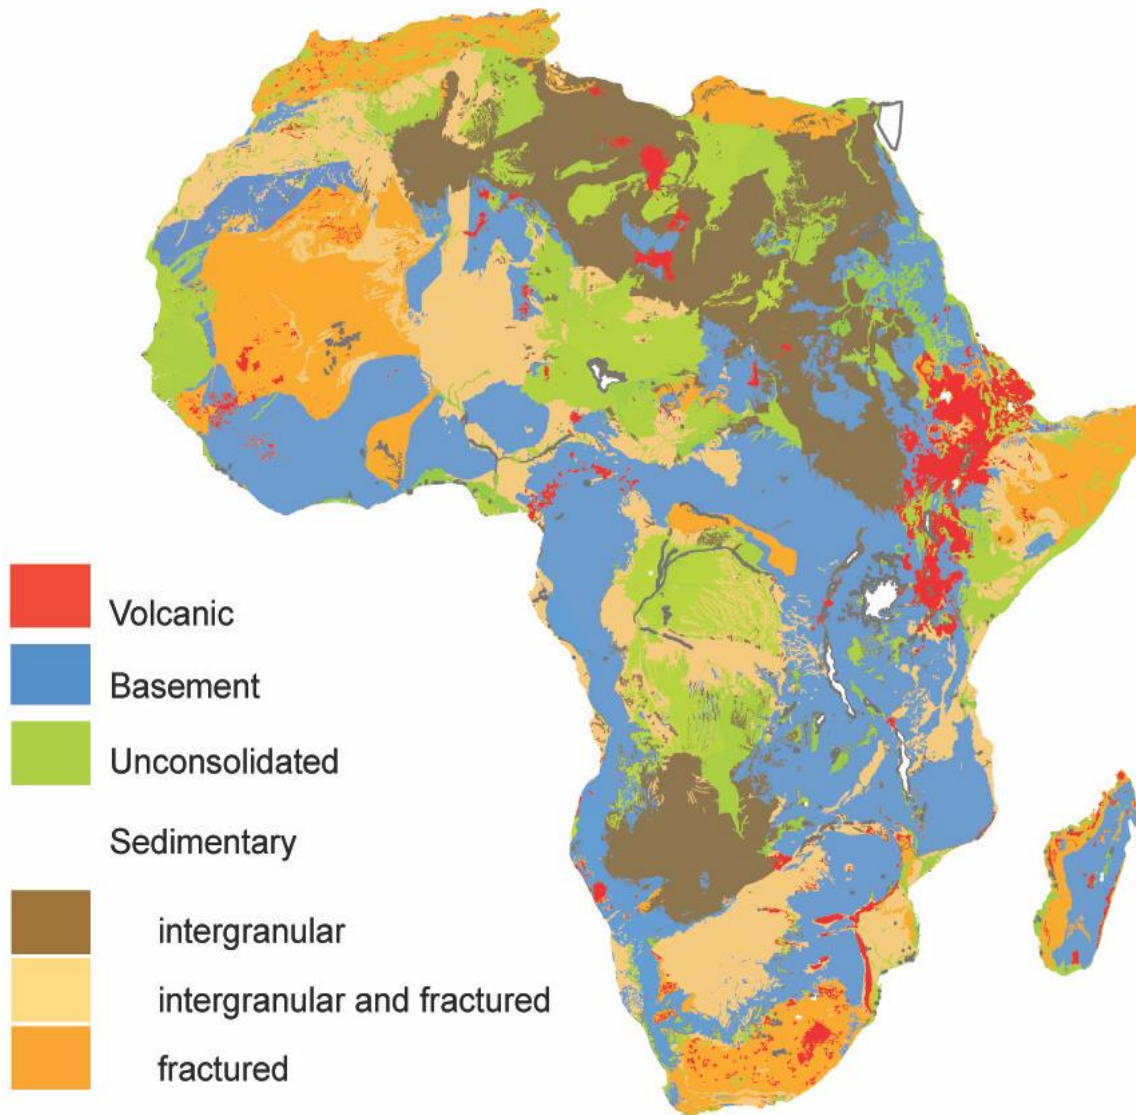 Volcanic
Basement
Unconsolidated
Sedimentary
intergranular
intergranular and fractured
fractured